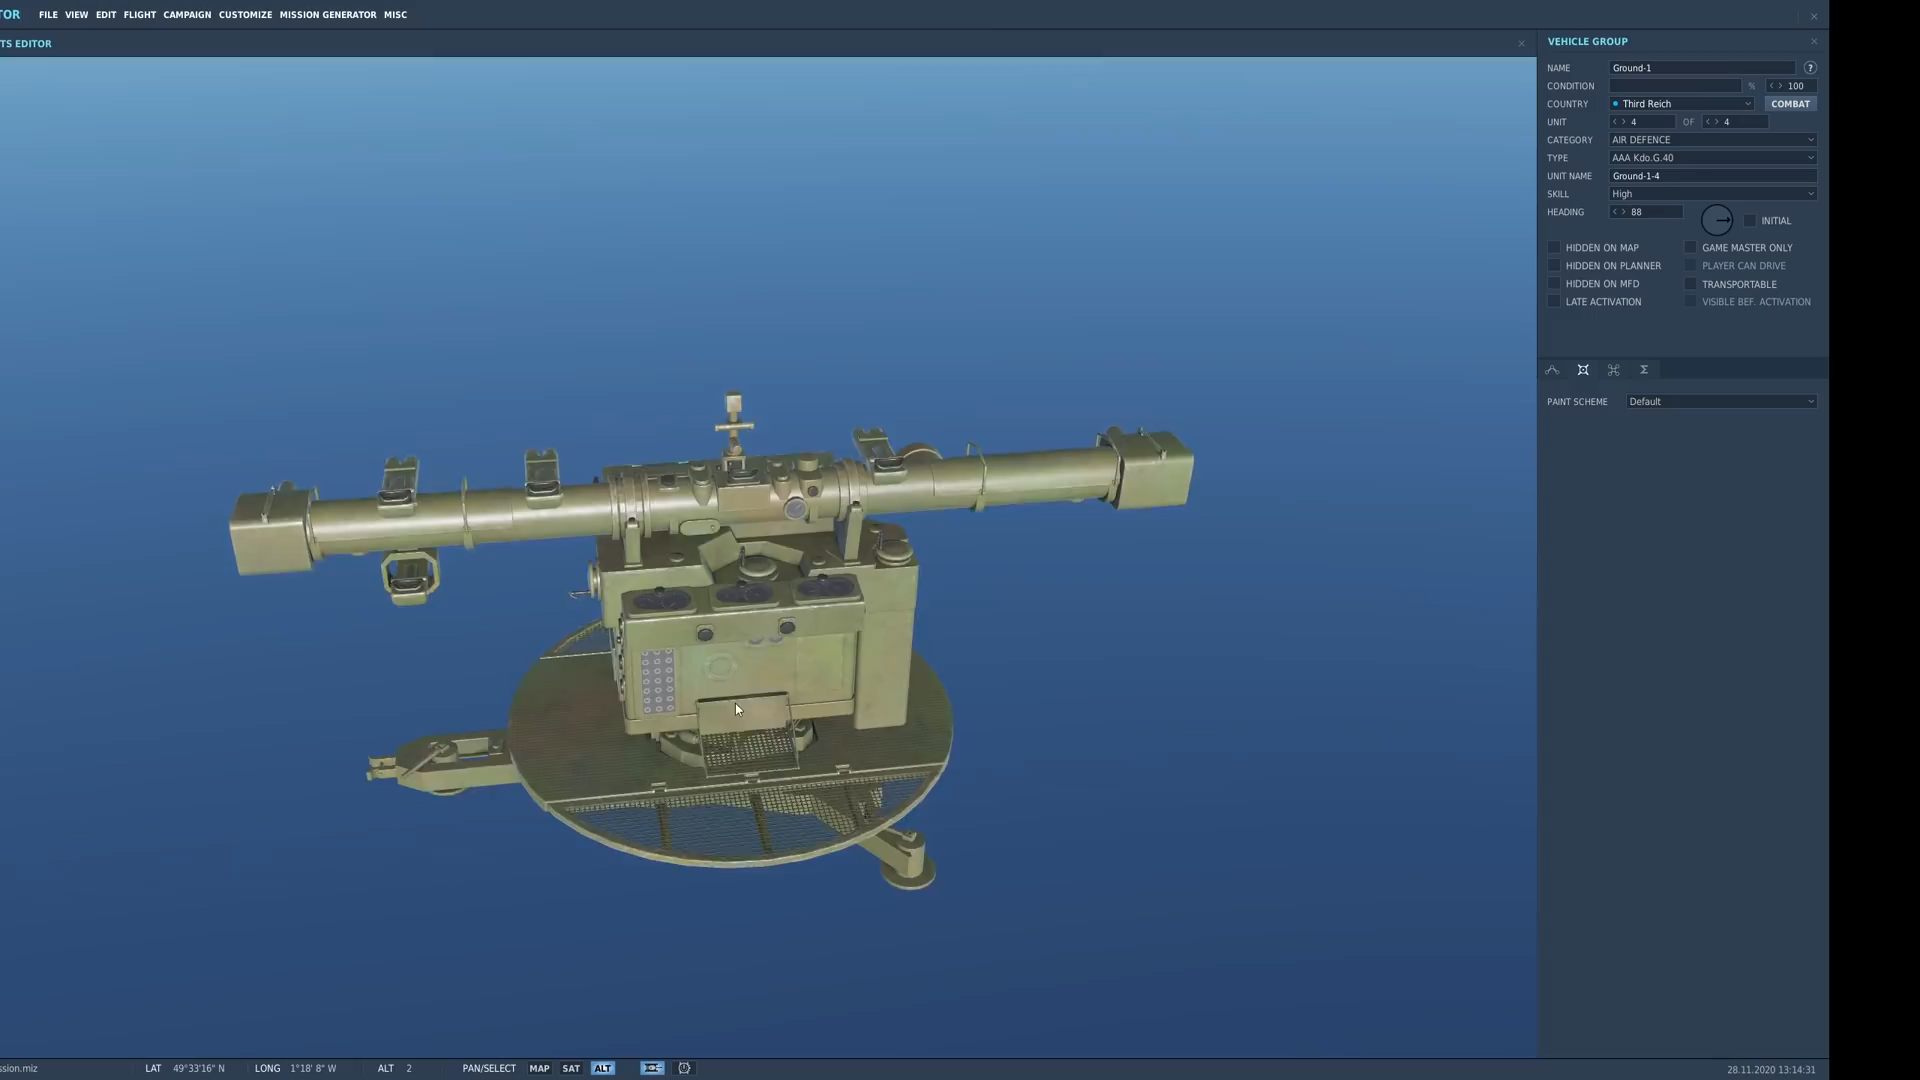 TOR FILE VIEW EDIT FLIGHT CAMPAIGN CUSTOMIZE MISSION GENERATOR MISC
TS EDITOR
VEHICLE GROUP
NAME Ground-1 ?
CONDITION % < > 100
COUNTRY Third Reich COMBAT
UNIT < > 4 OF < > 4
CATEGORY AIR DEFENCE
TYPE AAA Kdo.G.40
UNIT NAME Ground-1-4
SKILL High
HEADING < > 88 INITIAL
HIDDEN ON MAP GAME MASTER ONLY
HIDDEN ON PLANNER PLAYER CAN DRIVE
HIDDEN ON MFD TRANSPORTABLE
LATE ACTIVATION VISIBLE BEF. ACTIVATION
Σ
PAINT SCHEME Default
ssion.miz LAT 49°33'16" N LONG 1°18' 8" W ALT 2 PAN/SELECT MAP SAT ALT 28.11.2020 13:14:31